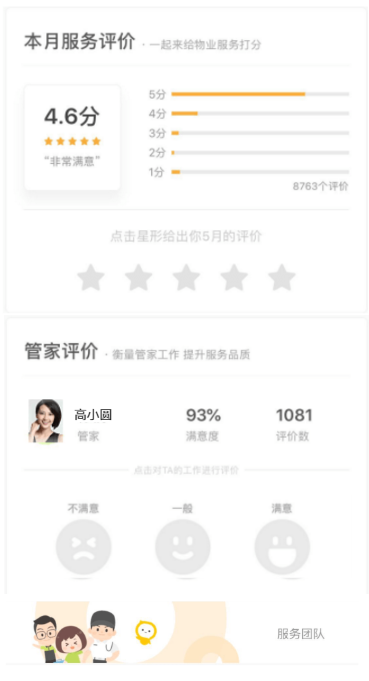 本月服务评价 · 一起来给物业服务打分
4.6分
“非常满意”
5分
4分
3分
2分
1分
8763个评价
点击星形给出你5月的评价
管家评价 · 衡量管家工作 提升服务品质
高小圆
管家
93%
满意度
1081
评价数
点击对TA的工作进行评价
不满意
一般
满意
服务团队